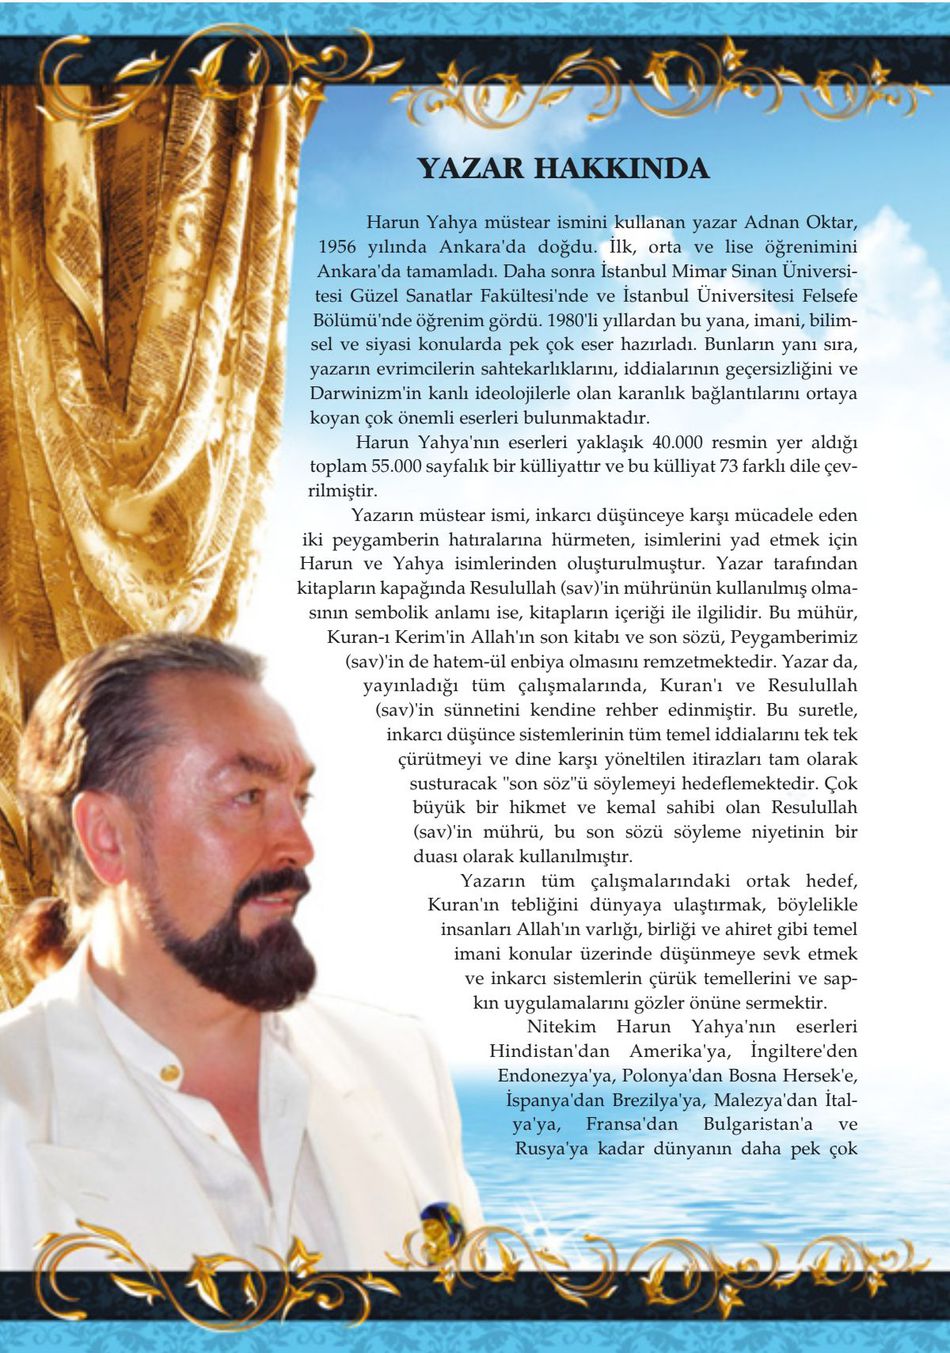 YAZAR HAKKINDA
Harun Yahya müstear ismini kullanan yazar Adnan Oktar,
1956 yılında Ankara'da doğdu. İlk, orta ve lise öğrenimini
Ankara'da tamamladı. Daha sonra İstanbul Mimar Sinan Üniversi-
tesi Güzel Sanatlar Fakültesi'nde ve İstanbul Üniversitesi Felsefe
Bölümü'nde öğrenim gördü. 1980'li yıllardan bu yana, imani, bilim-
sel ve siyasi konularda pek çok eser hazırladı. Bunların yanı sıra,
yazarın evrimcilerin sahtekarlıklarını, iddialarının geçersizliğini ve
Darwinizm'in kanlı ideolojilerle olan karanlık bağlantılarını ortaya
koyan çok önemli eserleri bulunmaktadır.
Harun Yahya'nın eserleri yaklaşık 40.000 resmin yer aldığı
toplam 55.000 sayfalık bir külliyattır ve bu külliyat 73 farklı dile çev-
rilmiştir.
Yazarın müstear ismi, inkarcı düşünceye karşı mücadele eden
iki peygamberin hatıralarına hürmeten, isimlerini yad etmek için
Harun ve Yahya isimlerinden oluşturulmuştur. Yazar tarafından
kitapların kapağında Resulullah (sav)'in mührünün kullanılmış olma-
sının sembolik anlamı ise, kitapların içeriği ile ilgilidir. Bu mühür,
Kuran-ı Kerim'in Allah'ın son kitabı ve son sözü, Peygamberimiz
(sav)'in de hatem-ül enbiya olmasını remzetmektedir. Yazar da,
yayınladığı tüm çalışmalarında, Kuran'ı ve Resulullah
(sav)'in sünnetini kendine rehber edinmiştir. Bu suretle,
inkarcı düşünce sistemlerinin tüm temel iddialarını tek tek
çürütmeyi ve dine karşı yöneltilen itirazları tam olarak
susturacak "son söz"ü söylemeyi hedeflemektedir. Çok
büyük bir hikmet ve kemal sahibi olan Resulullah
(sav)'in mührü, bu son sözü söyleme niyetinin bir
duası olarak kullanılmıştır.
Yazarın tüm çalışmalarındaki ortak hedef,
Kuran'ın tebliğini dünyaya ulaştırmak, böylelikle
insanları Allah'ın varlığı, birliği ve ahiret gibi temel
imani konular üzerinde düşünmeye sevk etmek
ve inkarcı sistemlerin çürük temellerini ve sap-
kın uygulamalarını gözler önüne sermektir.
Nitekim Harun Yahya'nın eserleri
Hindistan'dan Amerika'ya, İngiltere'den
Endonezya'ya, Polonya'dan Bosna Hersek'e,
İspanya'dan Brezilya'ya, Malezya'dan İtal-
ya'ya, Fransa'dan Bulgaristan'a ve
Rusya'ya kadar dünyanın daha pek çok